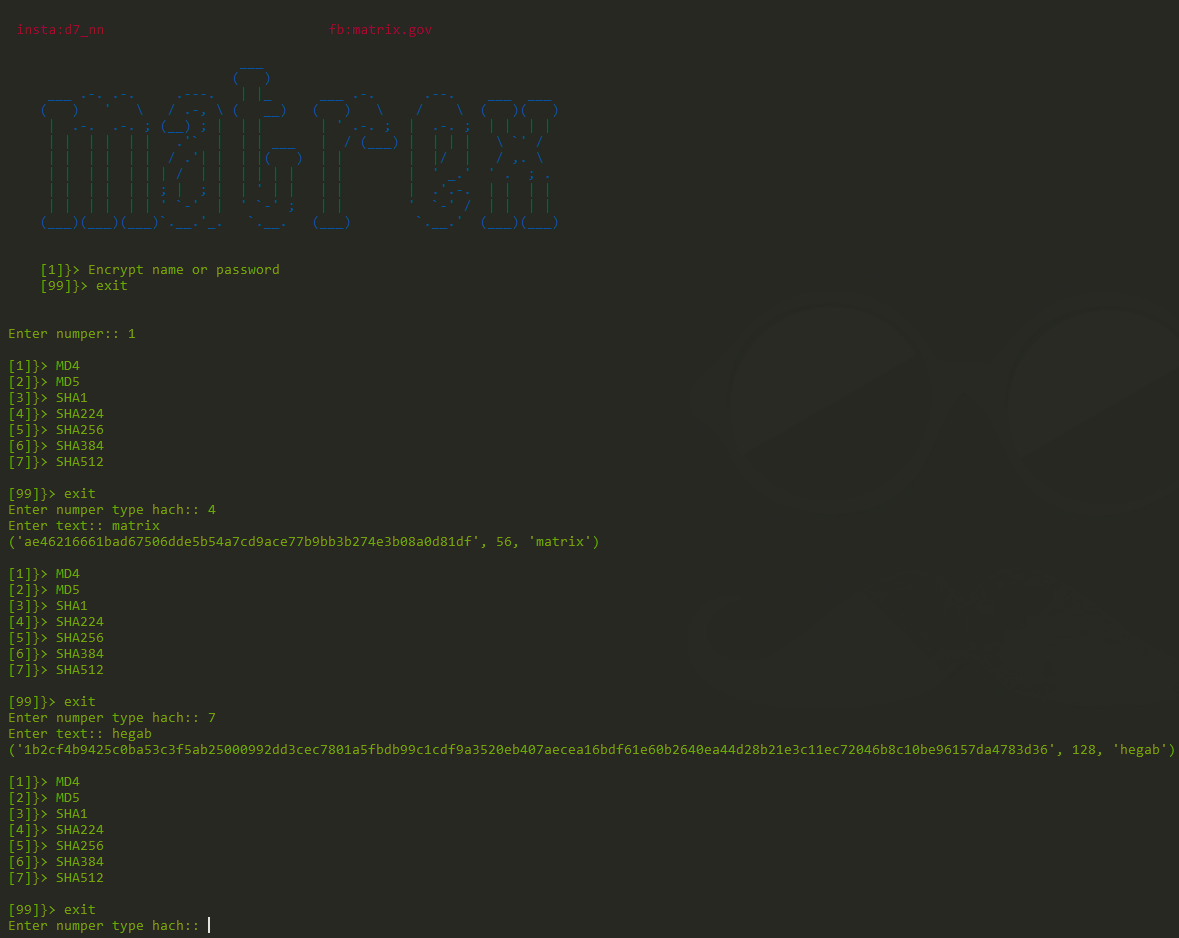 insta:d7_nn fb:matrix.gov
matrex
[1]}> Encrypt name or password
[99]}> exit
Enter numper:: 1
[1]}> MD4
[2]}> MD5
[3]}> SHA1
[4]}> SHA224
[5]}> SHA256
[6]}> SHA384
[7]}> SHA512
[99]}> exit
Enter numper type hach:: 4
Enter text:: matrix
('ae46216661bad67506dde5b54a7cd9ace77b9bb3b274e3b08a0d81df', 56, 'matrix')
[1]}> MD4
[2]}> MD5
[3]}> SHA1
[4]}> SHA224
[5]}> SHA256
[6]}> SHA384
[7]}> SHA512
[99]}> exit
Enter numper type hach:: 7
Enter text:: hegab
('1b2cf4b9425c0ba53c3f5ab25000992dd3cec7801a5fbdb99c1cdf9a3520eb407aecea16bdf61e60b2640ea44d28b21e3c11ec72046b8c10be96157da4783d36', 128, 'hegab')
[1]}> MD4
[2]}> MD5
[3]}> SHA1
[4]}> SHA224
[5]}> SHA256
[6]}> SHA384
[7]}> SHA512
[99]}> exit
Enter numper type hach::